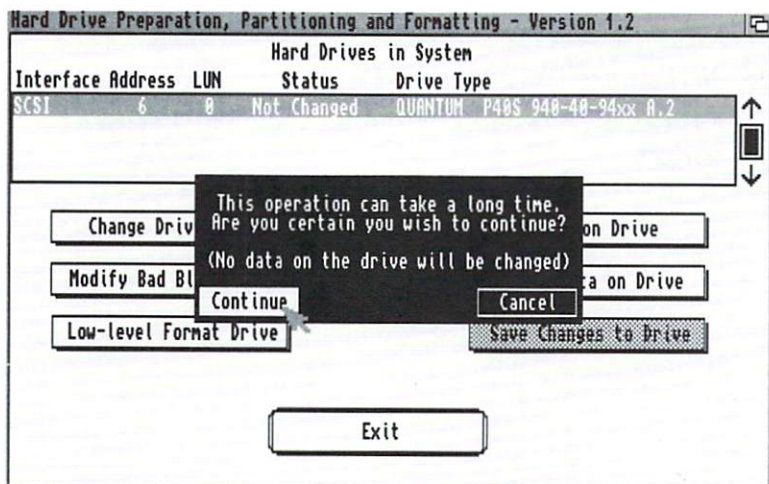 Hard Drive Preparation, Partitioning and Formatting - Version 1.2
Hard Drives in System
Interface Address LUN Status Drive Type
SCSI 6 0 Not Changed QUANTUM P40S 940-40-94xx A.2
This operation can take a long time.
Are you certain you wish to continue?
(No data on the drive will be changed)
Continue Cancel
Change Driv on Drive
Modify Bad Bl ta on Drive
Low-level Format Drive Save Changes to Drive
Exit